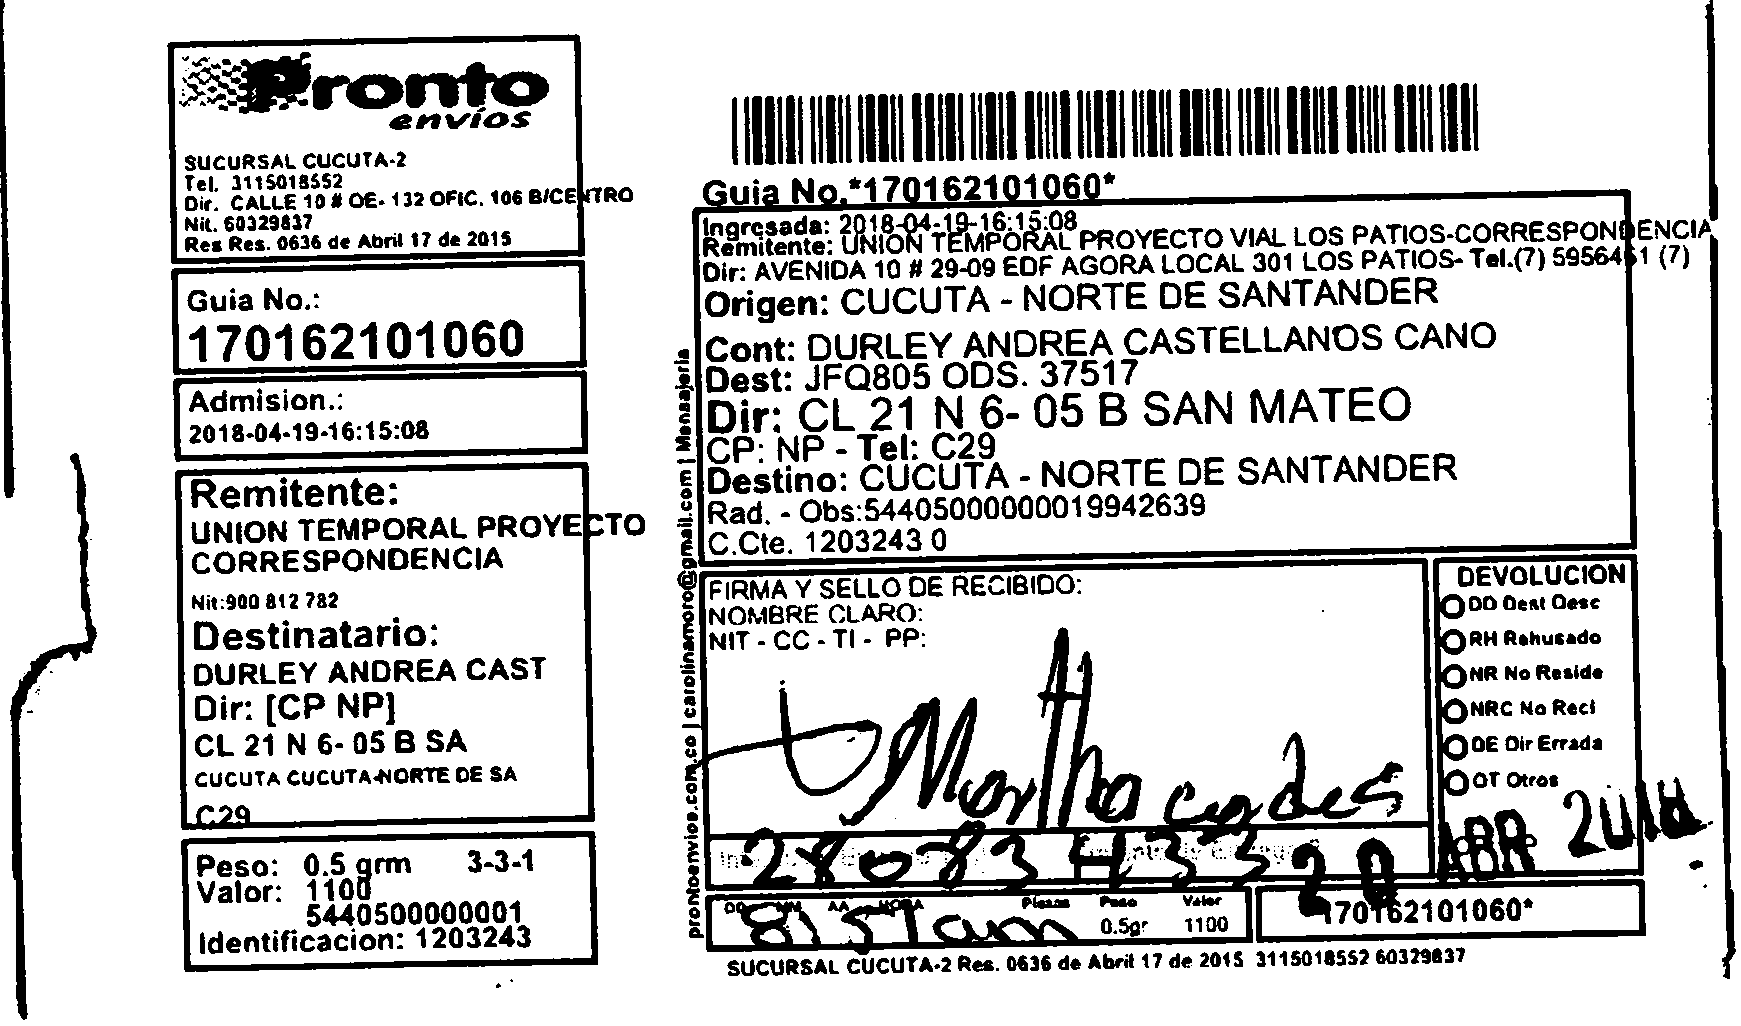 Pronto
envíos
SUCURSAL CUCUTA-2
Tel. 3115018552
Dir. CALLE 10 # OE- 132 OFIC. 106 B/CENTRO
Nit. 60329837
Res Res. 0636 de Abril 17 de 2015
Guia No.:
170162101060
Admision.:
2018-04-19-16:15:08
Remitente:
UNION TEMPORAL PROYECTO
CORRESPONDENCIA
Nit:900 812 782
Destinatario:
DURLEY ANDREA CAST
Dir: [CP NP]
CL 21 N 6- 05 B SA
CUCUTA CUCUTA-NORTE DE SA
C29
Peso: 0.5 grm 3-3-1
Valor: 1100
5440500000001
Identificacion: 1203243
prontoenvios.com.co | carolinamoro@gmail.com | Mensajeria
Guia No.*170162101060*
Ingresada: 2018-04-19-16:15:08
Remitente: UNION TEMPORAL PROYECTO VIAL LOS PATIOS-CORRESPONDENCIA
Dir: AVENIDA 10 # 29-09 EDF AGORA LOCAL 301 LOS PATIOS- Tel.(7) 5956461 (7)
Origen: CUCUTA - NORTE DE SANTANDER
Cont: DURLEY ANDREA CASTELLANOS CANO
Dest: JFQ805 ODS. 37517
Dir: CL 21 N 6- 05 B SAN MATEO
CP: NP - Tel: C29
Destino: CUCUTA - NORTE DE SANTANDER
Rad. - Obs:54405000000019942639
C.Cte. 1203243 0
FIRMA Y SELLO DE RECIBIDO:
NOMBRE CLARO:
NIT - CC - TI - PP:
Martha
DEVOLUCION
DD Dest Desc
RH Rehusado
NR No Reside
NRC No Reci
DE Dir Errada
OT Otros
20 ABR 2018
DD MM AA HORA Piezas Peso Valor
0.5gr 1100
170162101060*
SUCURSAL CUCUTA-2 Res. 0636 de Abril 17 de 2015 3115018552 60329837